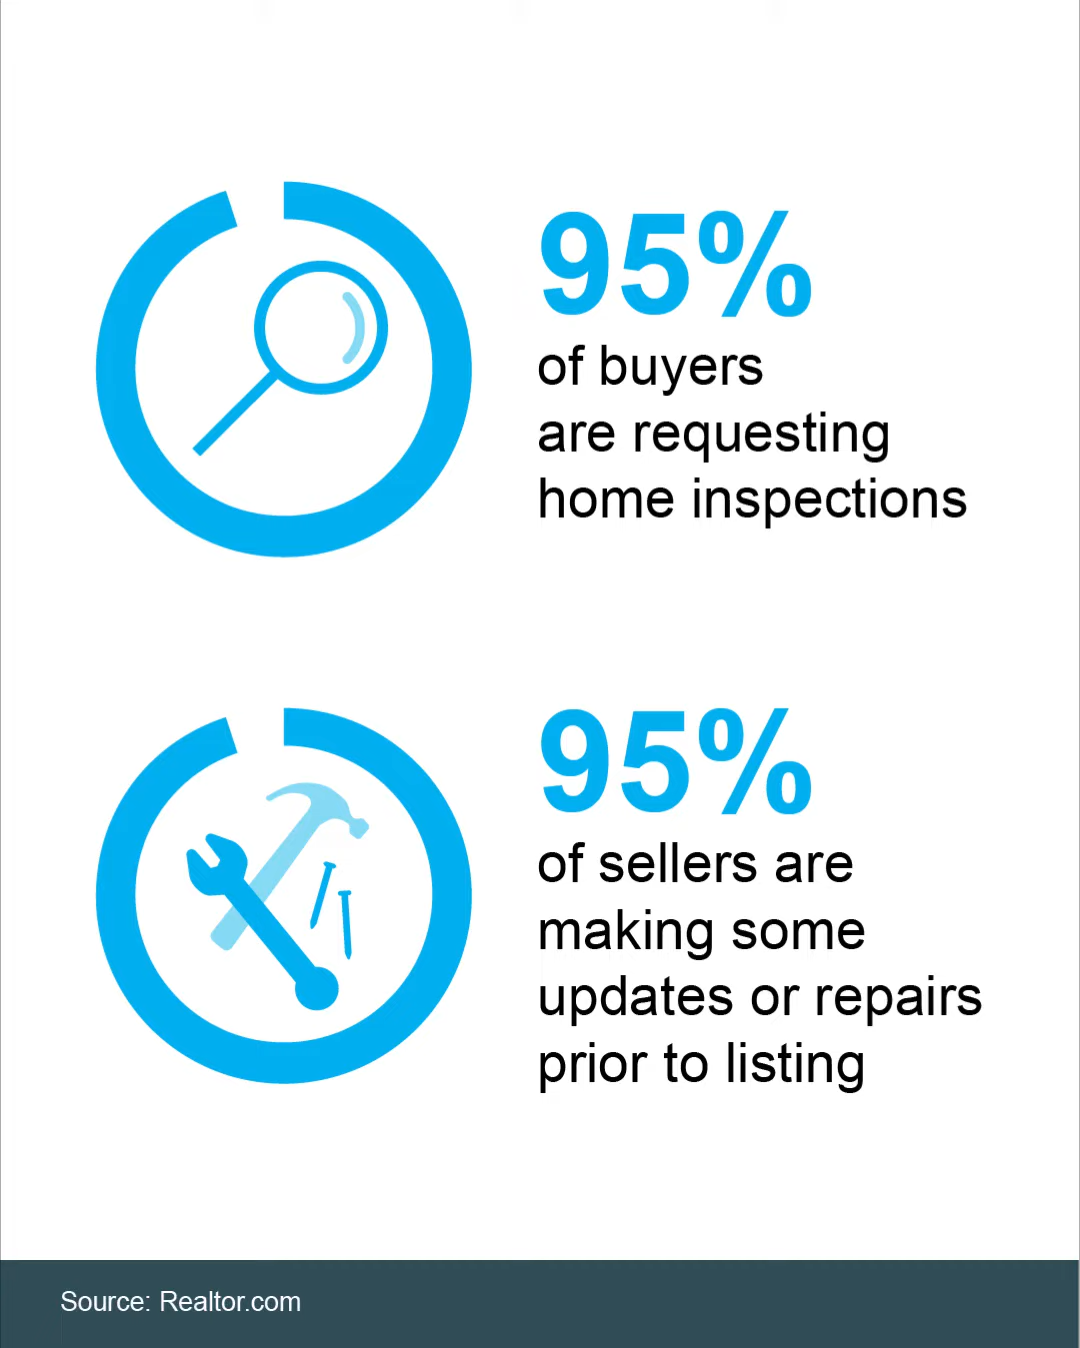 95%
of buyers
are requesting
home inspections
95%
of sellers are
making some
updates or repairs
prior to listing
Source: Realtor.com